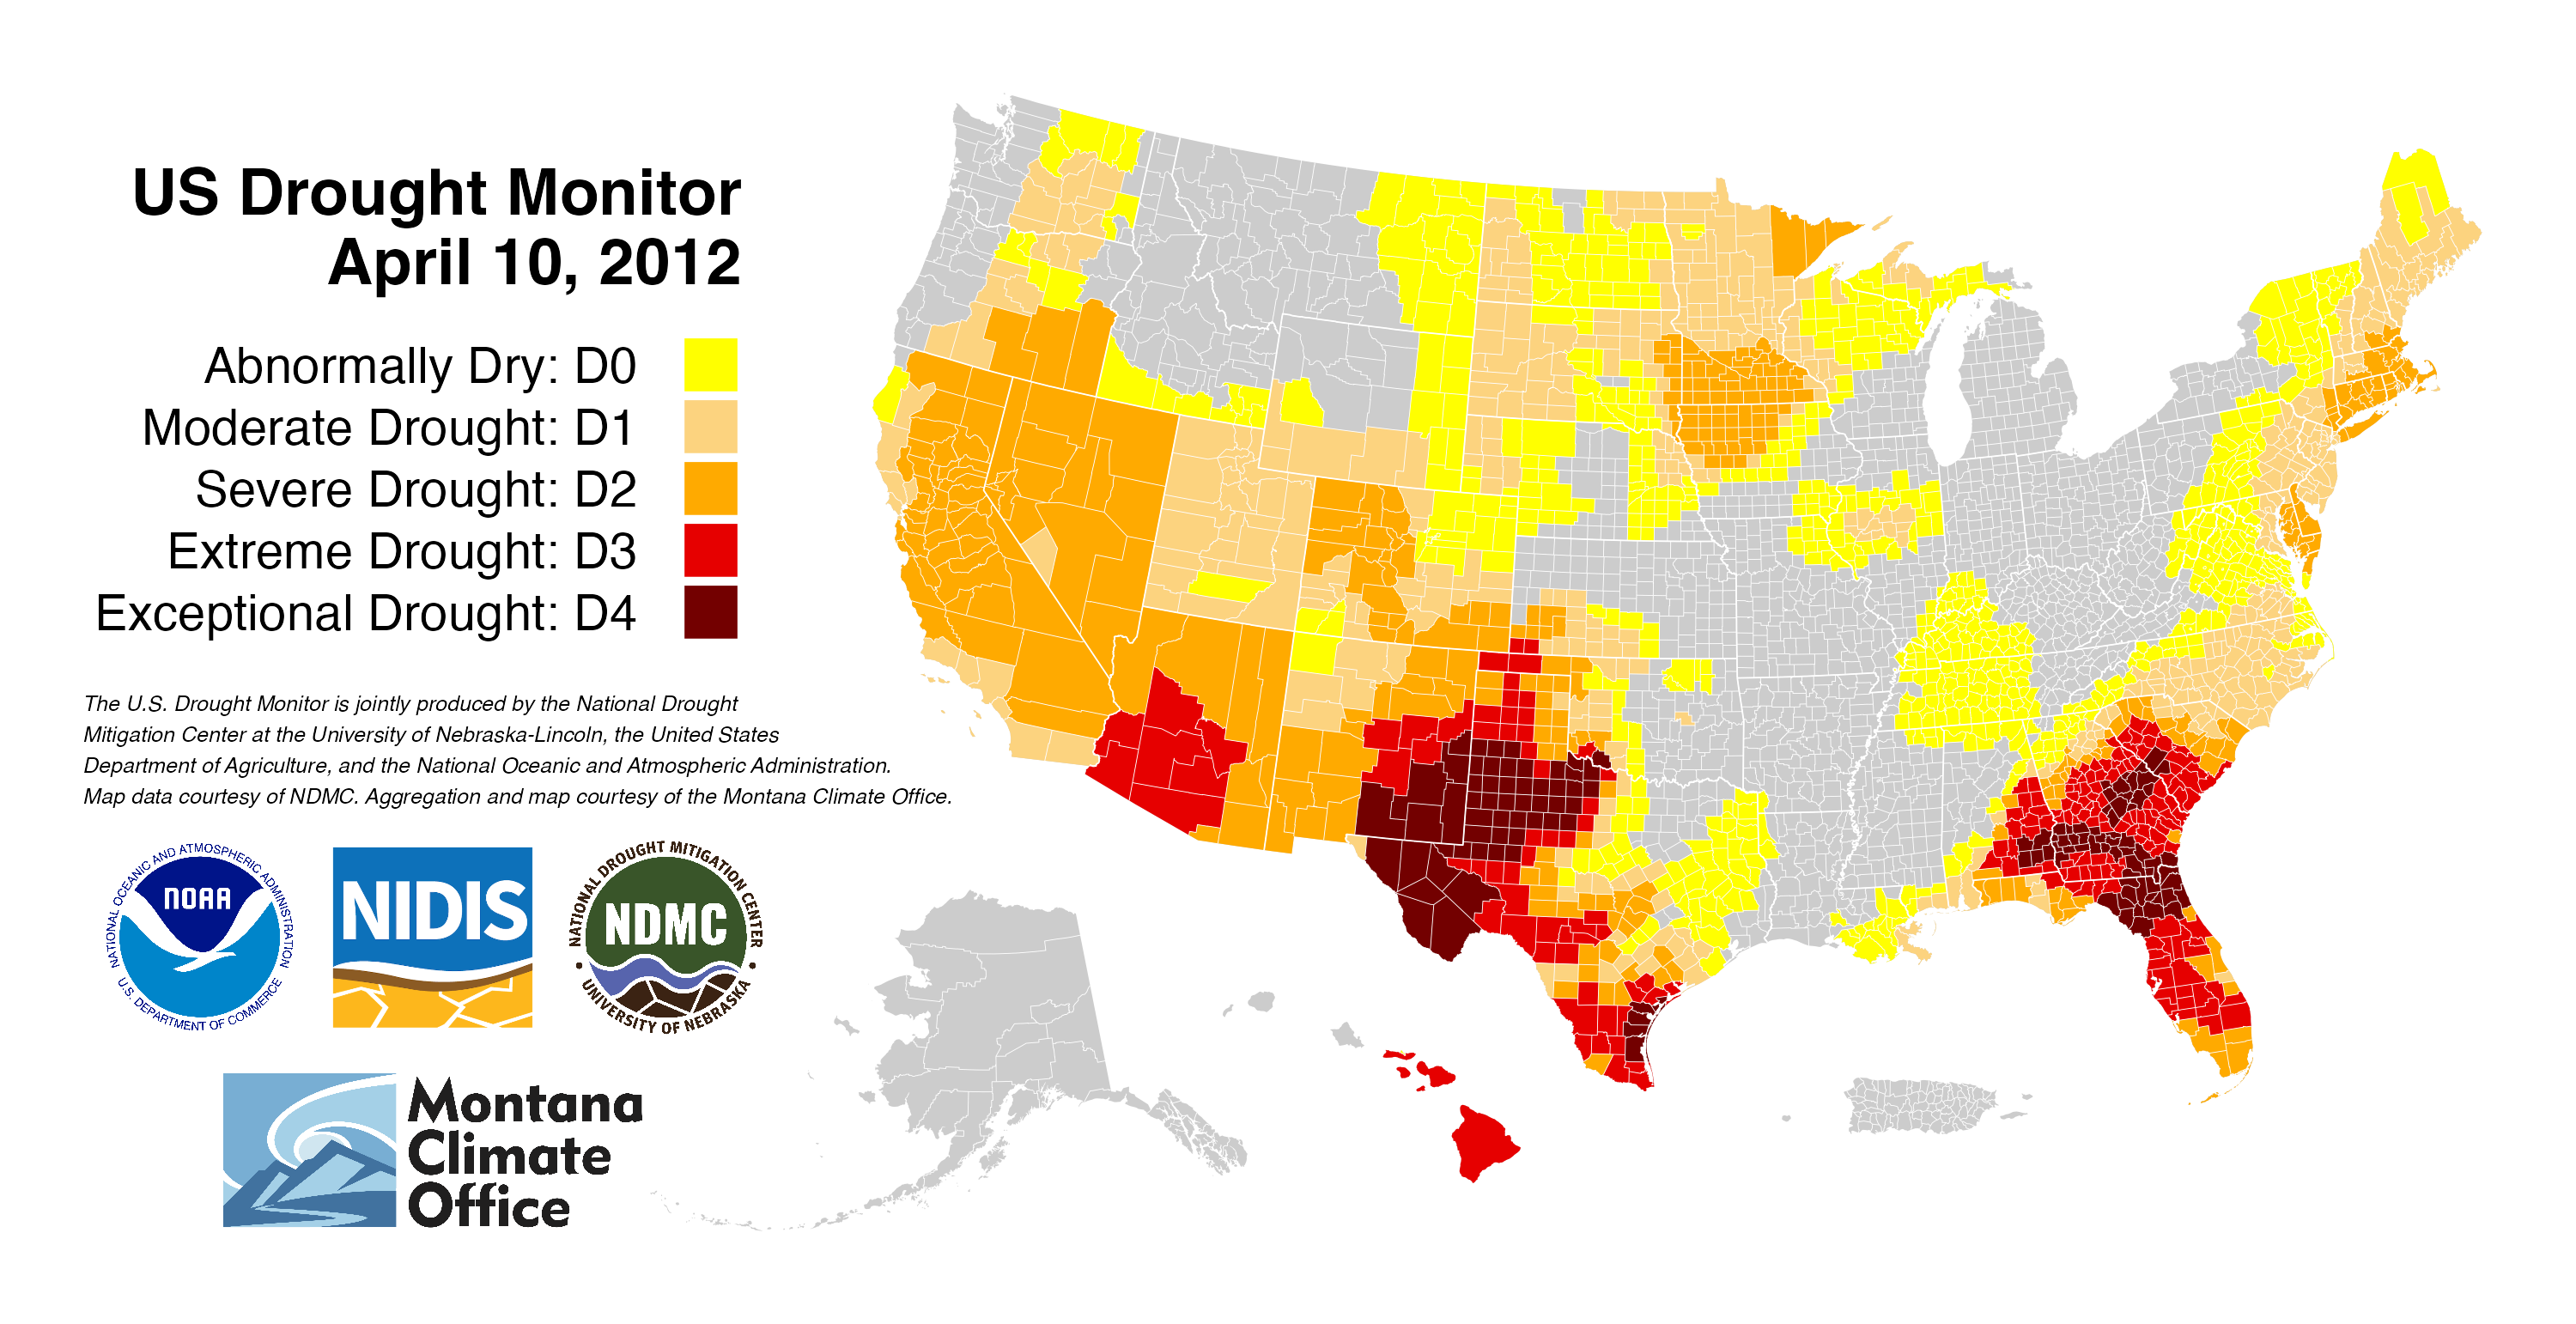 US Drought Monitor
April 10, 2012
Abnormally Dry: D0
Moderate Drought: D1
Severe Drought: D2
Extreme Drought: D3
Exceptional Drought: D4
The U.S. Drought Monitor is jointly produced by the National Drought
Mitigation Center at the University of Nebraska-Lincoln, the United States
Department of Agriculture, and the National Oceanic and Atmospheric Administration.
Map data courtesy of NDMC. Aggregation and map courtesy of the Montana Climate Office.
NATIONAL OCEANIC AND ATMOSPHERIC ADMINISTRATION
NOAA
U.S. DEPARTMENT OF COMMERCE
NIDIS
NATIONAL DROUGHT MITIGATION CENTER
NDMC
UNIVERSITY OF NEBRASKA
Montana
Climate
Office